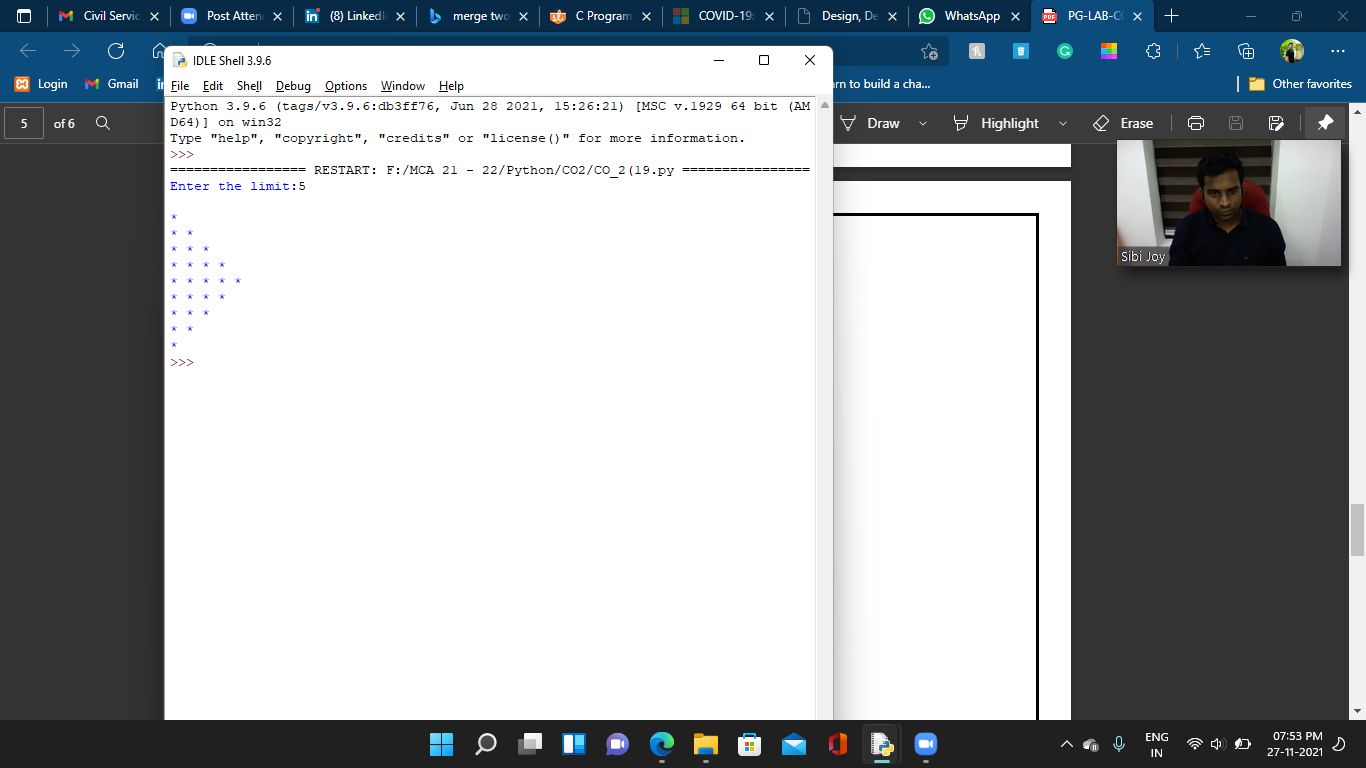 Civil Servic
Post Atten
(8) LinkedI
merge two
C Program
COVID-19:
Design, De
WhatsApp
PG-LAB-CO
Login
Gmail
rn to build a cha...
Other favorites
5
of 6
Draw
Highlight
Erase
IDLE Shell 3.9.6
File Edit Shell Debug Options Window Help
Python 3.9.6 (tags/v3.9.6:db3ff76, Jun 28 2021, 15:26:21) [MSC v.1929 64 bit (AM
D64)] on win32
Type "help", "copyright", "credits" or "license()" for more information.
>>>
================= RESTART: F:/MCA 21 - 22/Python/CO2/CO_2(19.py ================
Enter the limit:5
*
* *
* * *
* * * *
* * * * *
* * * *
* * *
* *
*
>>>
Sibi Joy
ENG
IN
07:53 PM
27-11-2021